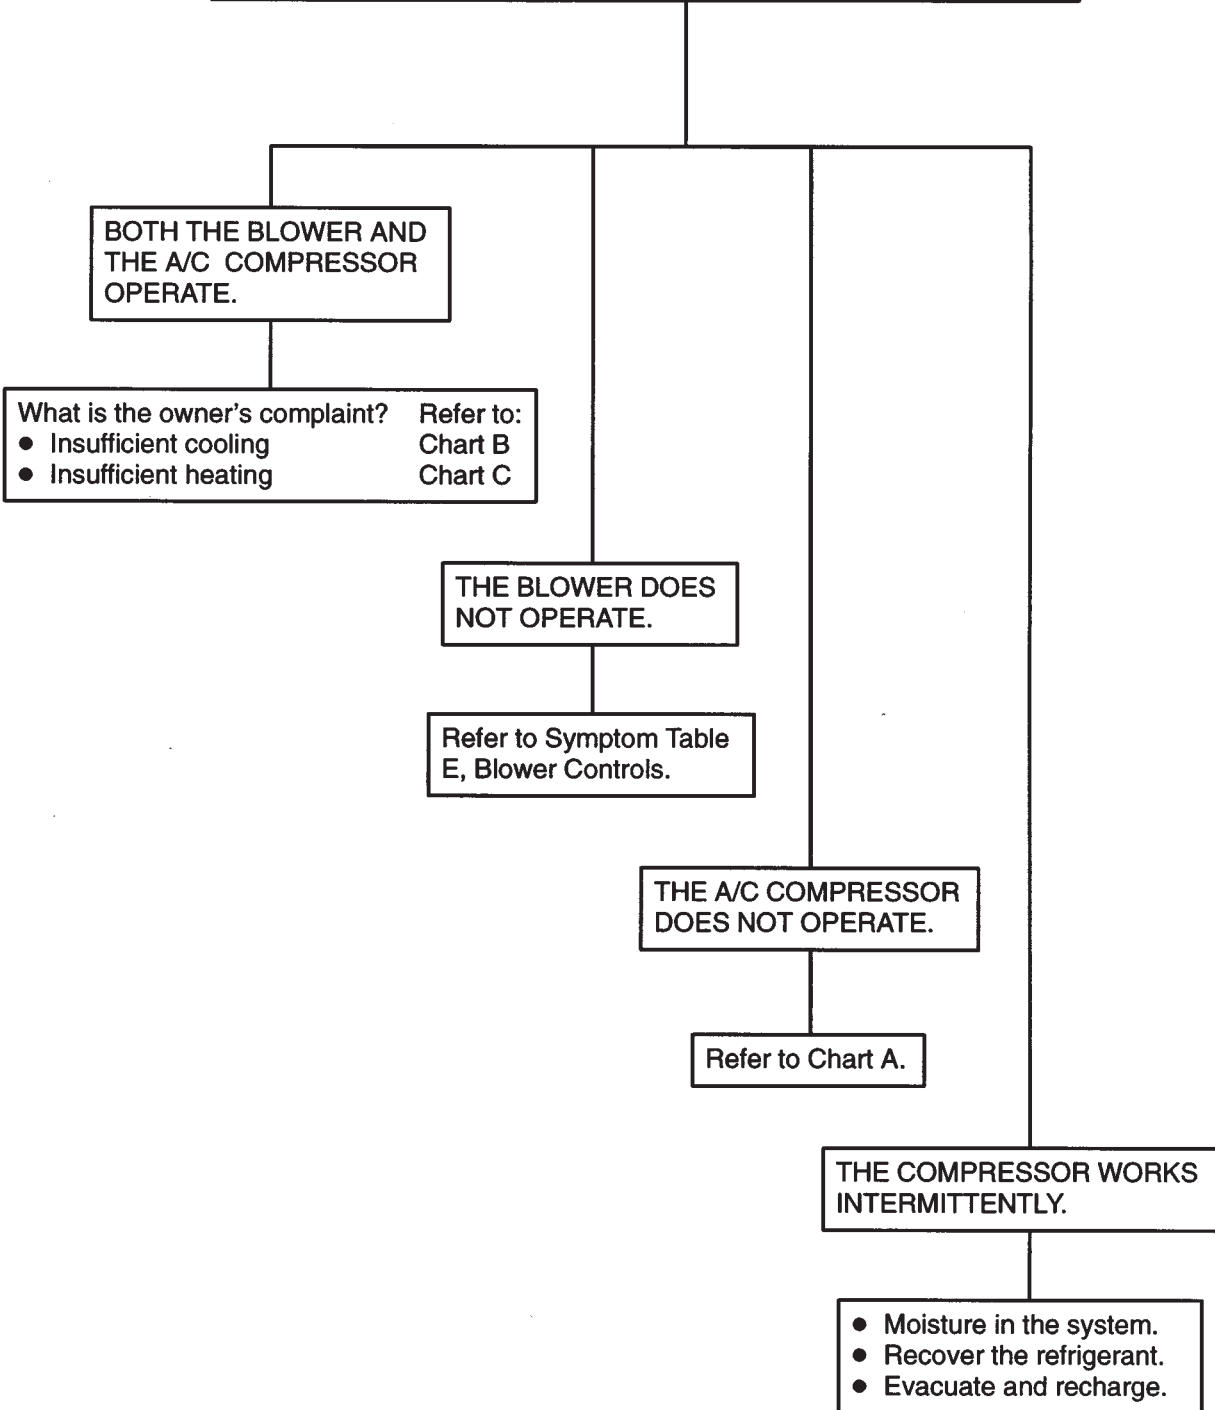 BOTH THE BLOWER AND
THE A/C COMPRESSOR
OPERATE.
What is the owner's complaint? Refer to:
● Insufficient cooling Chart B
● Insufficient heating Chart C
THE BLOWER DOES
NOT OPERATE.
Refer to Symptom Table
E, Blower Controls.
THE A/C COMPRESSOR
DOES NOT OPERATE.
Refer to Chart A.
THE COMPRESSOR WORKS
INTERMITTENTLY.
● Moisture in the system.
● Recover the refrigerant.
● Evacuate and recharge.